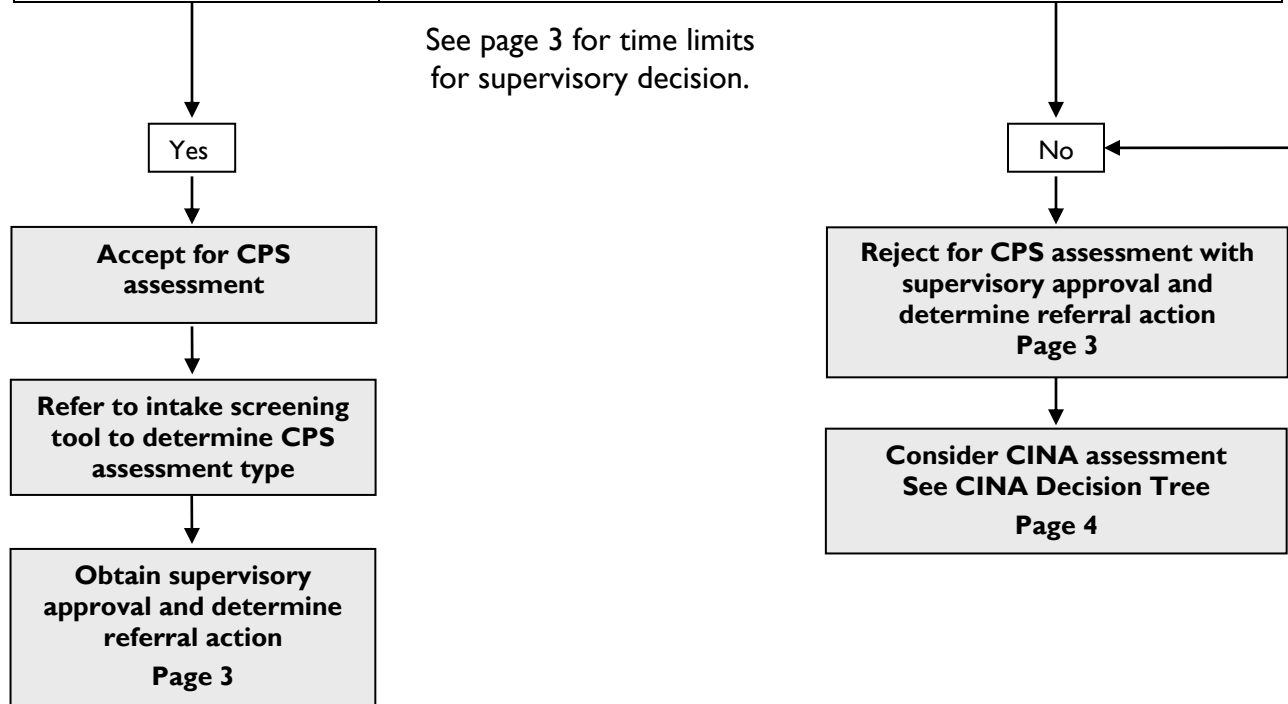 See page 3 for time limits
for supervisory decision.
Yes
No
Accept for CPS
assessment
Reject for CPS assessment with
supervisory approval and
determine referral action
Page 3
Refer to intake screening
tool to determine CPS
assessment type
Consider CINA assessment
See CINA Decision Tree
Page 4
Obtain supervisory
approval and determine
referral action
Page 3